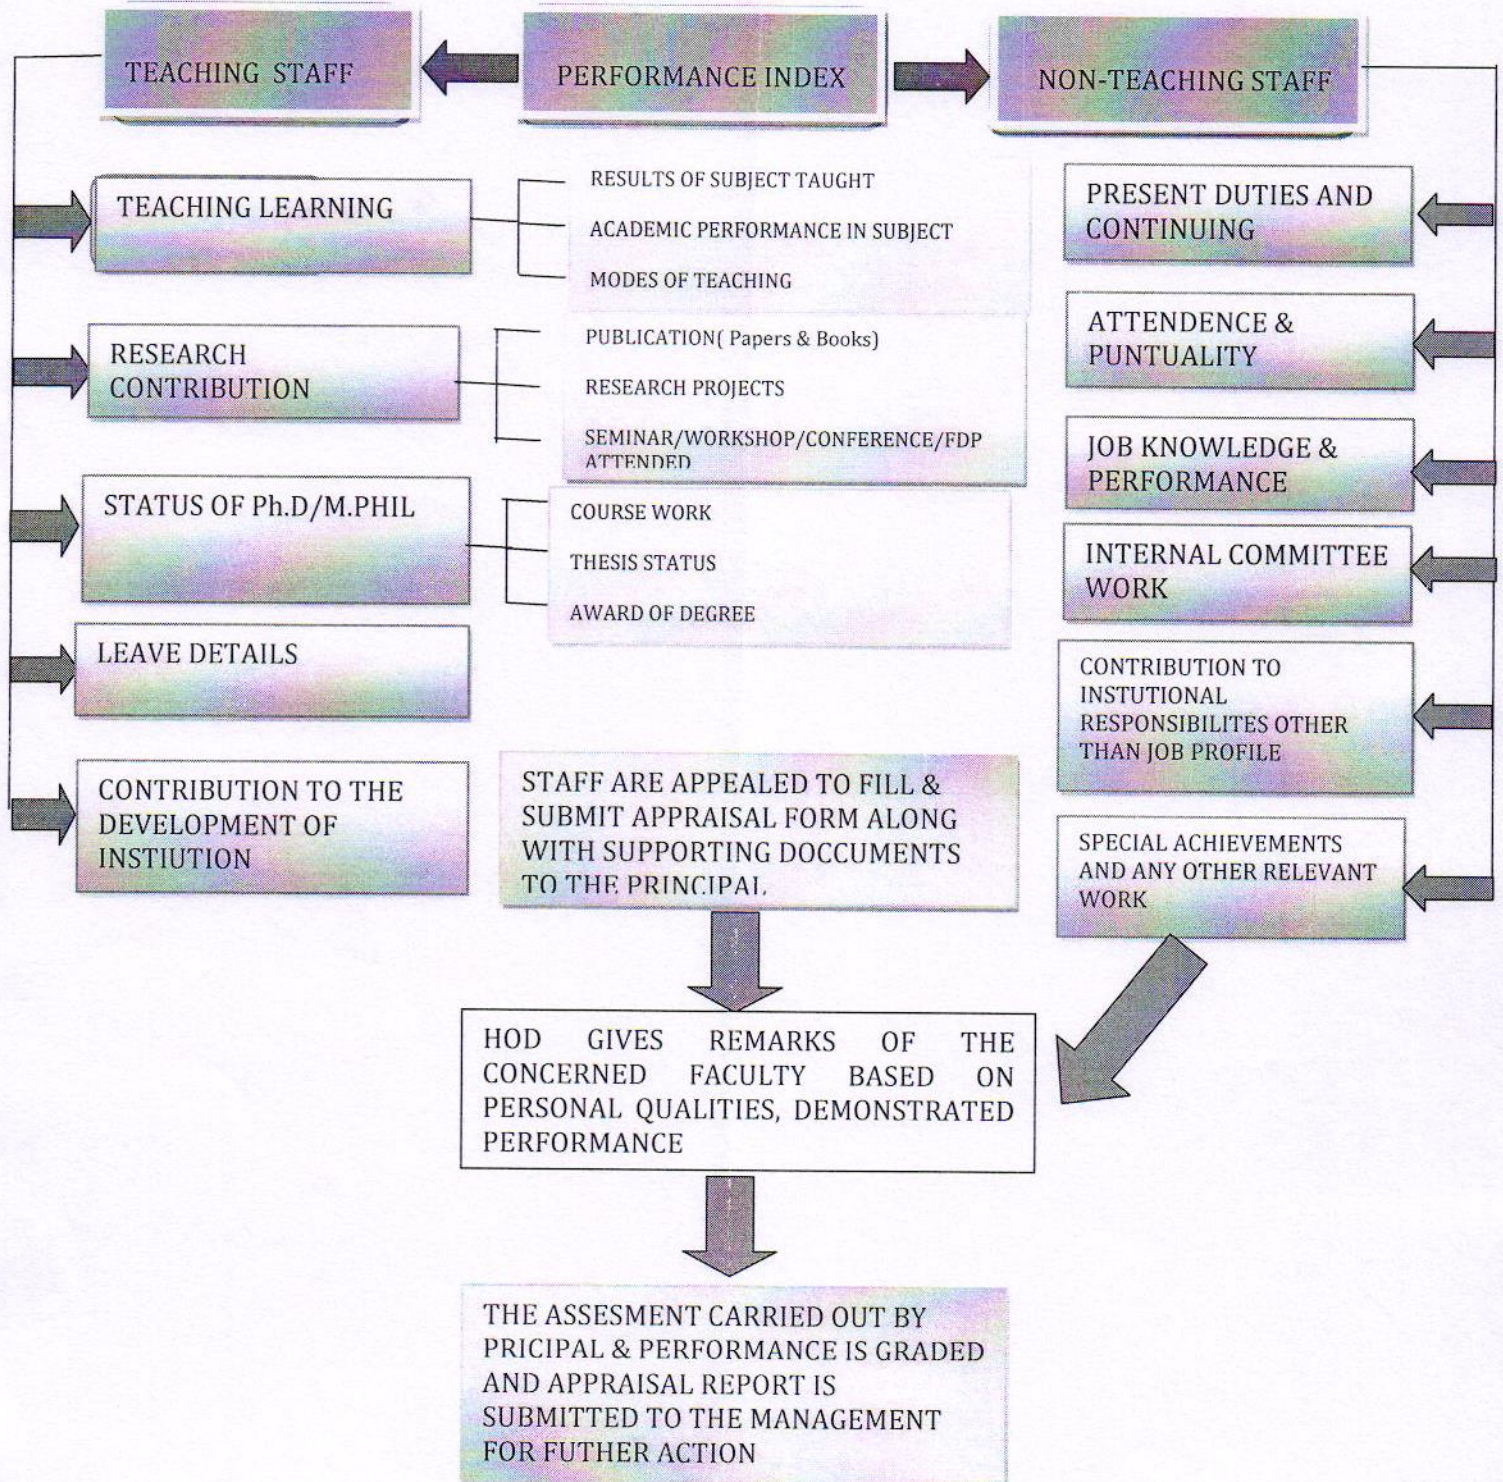 TEACHING STAFF
PERFORMANCE INDEX
NON-TEACHING STAFF
TEACHING LEARNING
RESULTS OF SUBJECT TAUGHT
ACADEMIC PERFORMANCE IN SUBJECT
MODES OF TEACHING
RESEARCH
CONTRIBUTION
PUBLICATION( Papers & Books)
RESEARCH PROJECTS
SEMINAR/WORKSHOP/CONFERENCE/FDP
ATTENDED
STATUS OF Ph.D/M.PHIL
COURSE WORK
THESIS STATUS
AWARD OF DEGREE
LEAVE DETAILS
CONTRIBUTION TO THE
DEVELOPMENT OF
INSTIUTION
PRESENT DUTIES AND
CONTINUING
ATTENDENCE &
PUNTUALITY
JOB KNOWLEDGE &
PERFORMANCE
INTERNAL COMMITTEE
WORK
CONTRIBUTION TO
INSTUTIONAL
RESPONSIBILITES OTHER
THAN JOB PROFILE
SPECIAL ACHIEVEMENTS
AND ANY OTHER RELEVANT
WORK
STAFF ARE APPEALED TO FILL &
SUBMIT APPRAISAL FORM ALONG
WITH SUPPORTING DOCCUMENTS
TO THE PRINCIPAL
HOD GIVES REMARKS OF THE
CONCERNED FACULTY BASED ON
PERSONAL QUALITIES, DEMONSTRATED
PERFORMANCE
THE ASSESMENT CARRIED OUT BY
PRICIPAL & PERFORMANCE IS GRADED
AND APPRAISAL REPORT IS
SUBMITTED TO THE MANAGEMENT
FOR FUTHER ACTION